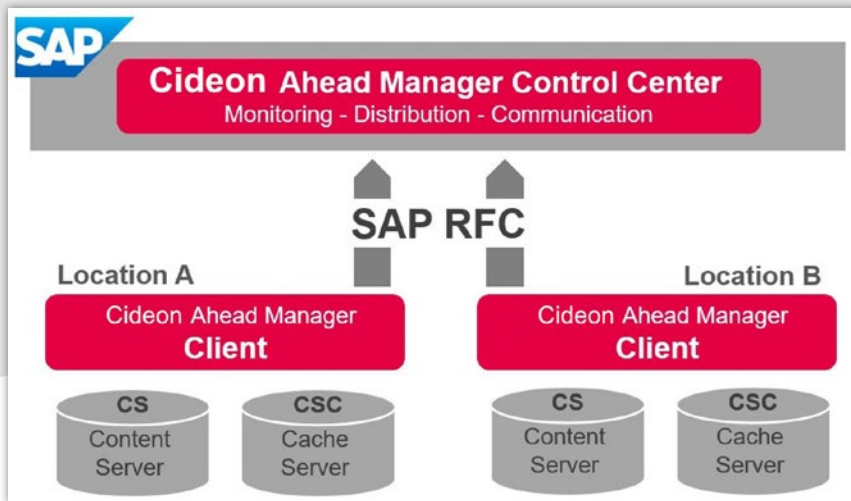 SAP
Cideon Ahead Manager Control Center
Monitoring - Distribution - Communication
SAP RFC
Location A
Location B
Cideon Ahead Manager
Client
Cideon Ahead Manager
Client
CS
Content
Server
CSC
Cache
Server
CS
Content
Server
CSC
Cache
Server